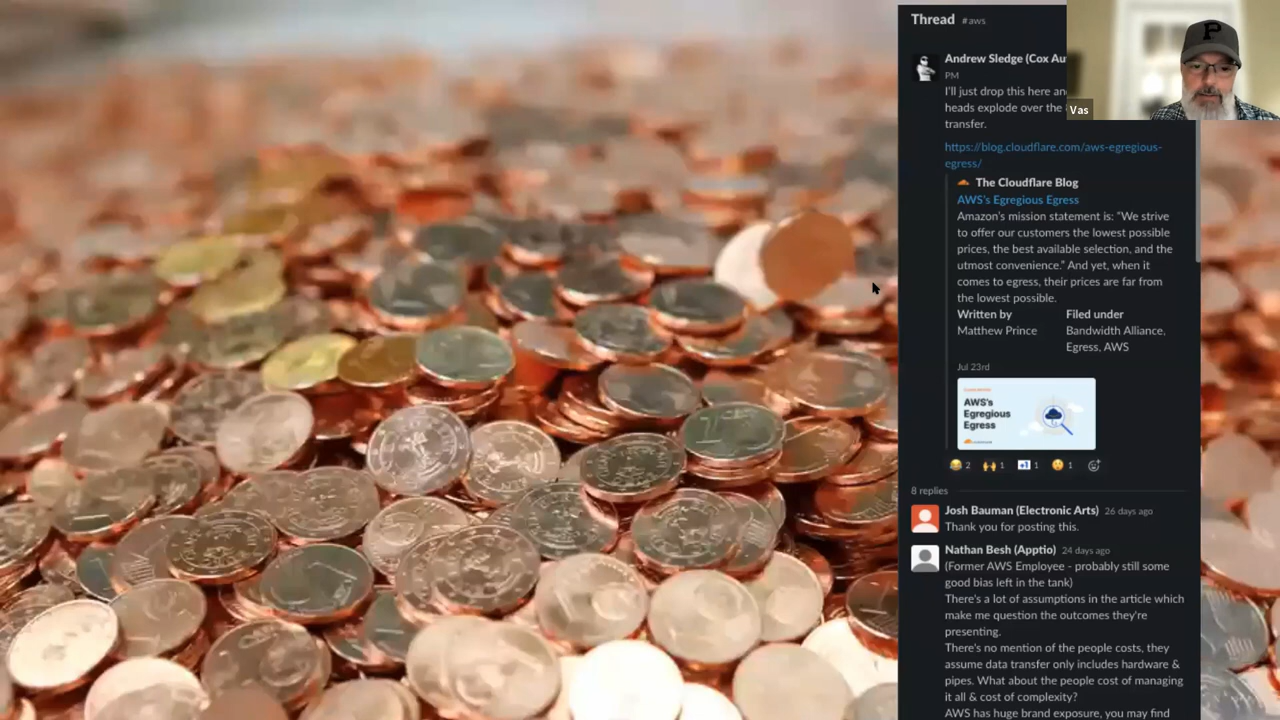 Thread #aws
Andrew Sledge (Cox Au
PM
I'll just drop this here and
heads explode over the
transfer.
https://blog.cloudflare.com/aws-egregious-
egress/
The Cloudflare Blog
AWS's Egregious Egress
Amazon's mission statement is: "We strive
to offer our customers the lowest possible
prices, the best available selection, and the
utmost convenience." And yet, when it
comes to egress, their prices are far from
the lowest possible.
Written by
Matthew Prince
Filed under
Bandwidth Alliance,
Egress, AWS
Jul 23rd
AWS's
Egregious
Egress
2 1 1 1
8 replies
Josh Bauman (Electronic Arts) 26 days ago
Thank you for posting this.
Nathan Besh (Apptio) 24 days ago
(Former AWS Employee - probably still some
good bias left in the tank)
There's a lot of assumptions in the article which
make me question the outcomes they're
presenting.
There's no mention of the people costs, they
assume data transfer only includes hardware &
pipes. What about the people cost of managing
it all & cost of complexity?
AWS has huge brand exposure, you may find
Vas
P